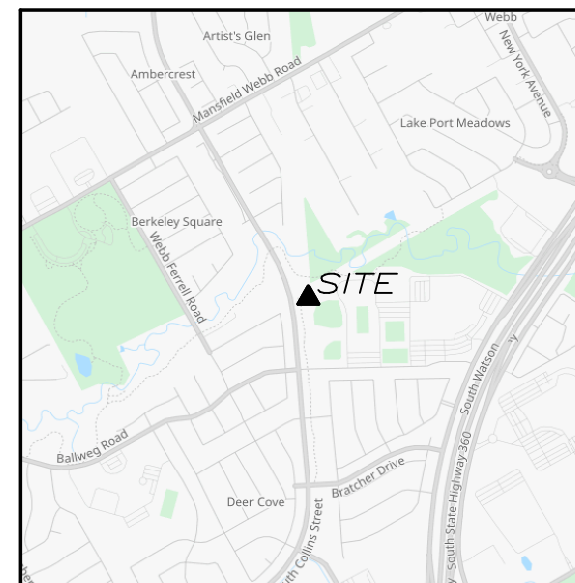 Webb
Artist's Glen
New York Avenue
Ambercrest
Mansfield Webb Road
Lake Port Meadows
Berkeley Square
Webb Ferrell Road
SITE
South Watson
Ballweg Road
South State Highway 360
Bratcher Drive
Deer Cove
uth Collins Street